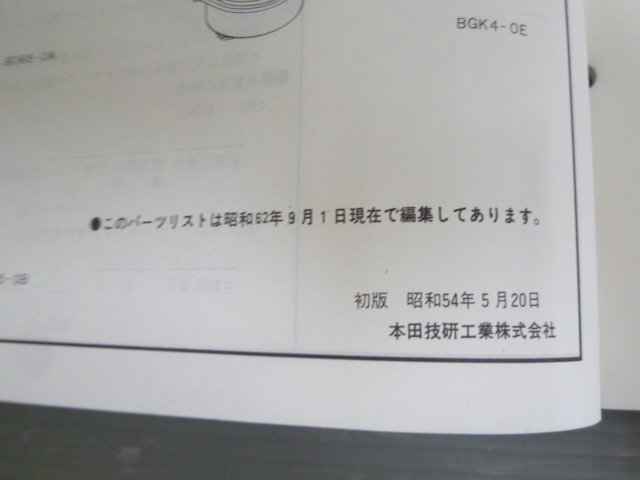 BGK4-0E
●このパーツリストは昭和62年9月1日現在で編集してあります。
初版 昭和54年5月20日
本田技研工業株式会社